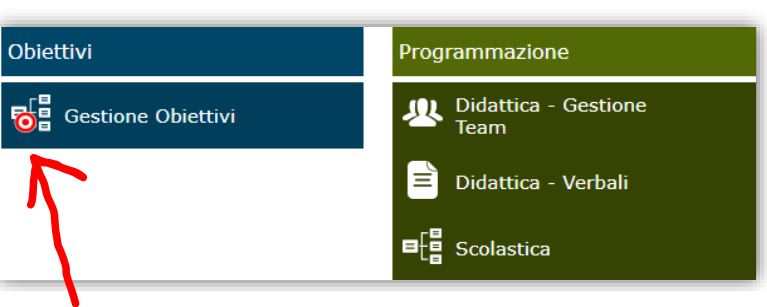 Obiettivi
Gestione Obiettivi
Programmazione
Didattica - Gestione
Team
Didattica - Verbali
Scolastica